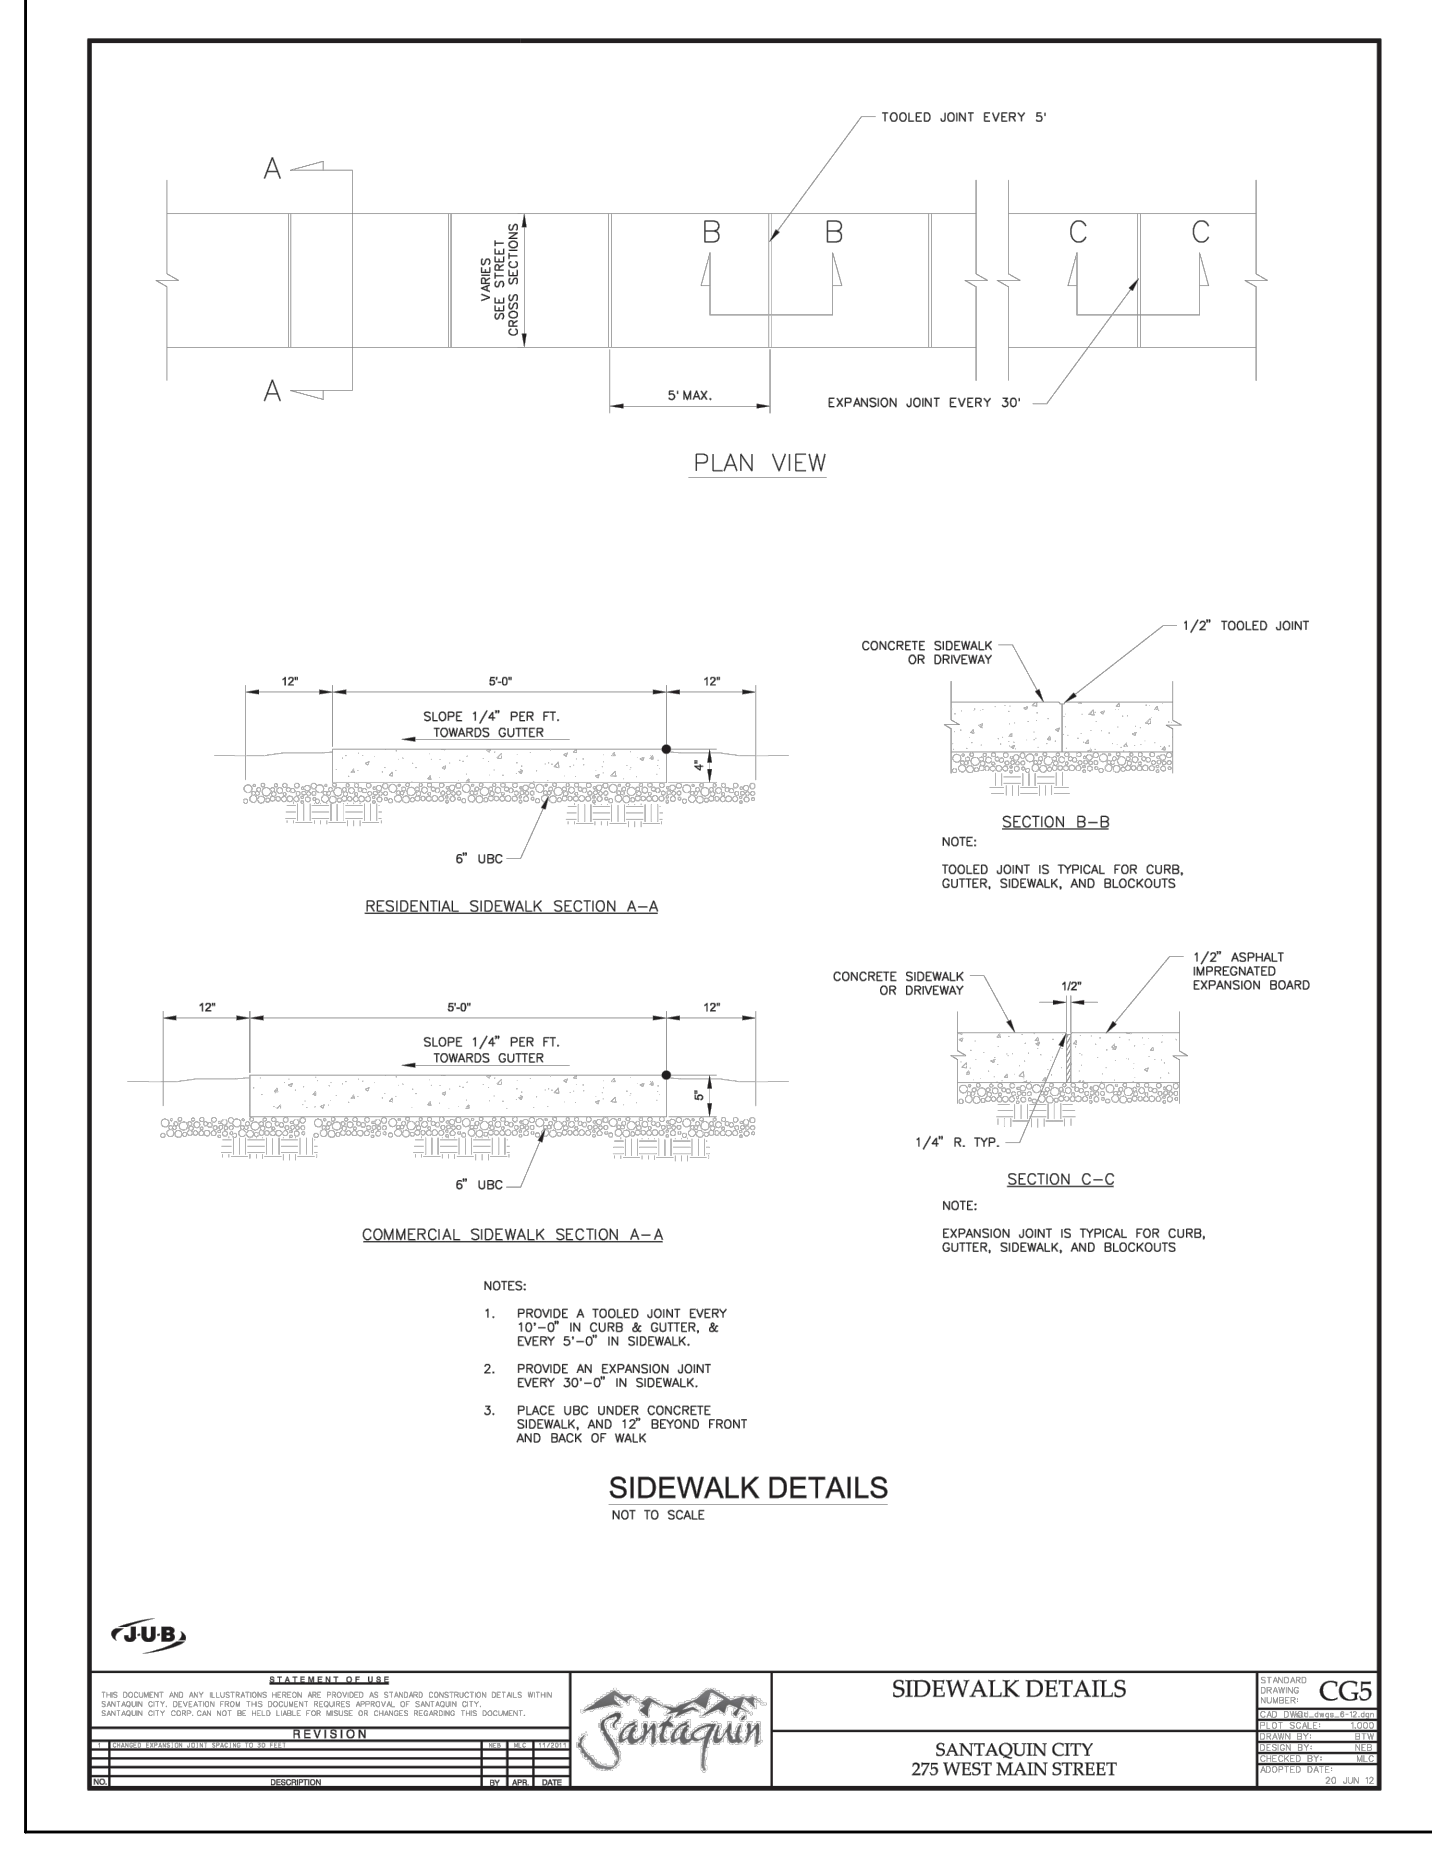 TOOLED JOINT EVERY 5'
A
B
B
C
C
VARIES
SEE STREET
CROSS SECTIONS
A
5' MAX.
EXPANSION JOINT EVERY 30'
PLAN VIEW
12"
5'-0"
12"
SLOPE 1/4" PER FT.
TOWARDS GUTTER
4"
6" UBC
RESIDENTIAL SIDEWALK SECTION A-A
1/2" TOOLED JOINT
CONCRETE SIDEWALK
OR DRIVEWAY
SECTION B-B
NOTE:
TOOLED JOINT IS TYPICAL FOR CURB,
GUTTER, SIDEWALK, AND BLOCKOUTS
12"
5'-0"
12"
SLOPE 1/4" PER FT.
TOWARDS GUTTER
5"
6" UBC
COMMERCIAL SIDEWALK SECTION A-A
1/2" ASPHALT
IMPREGNATED
EXPANSION BOARD
CONCRETE SIDEWALK
OR DRIVEWAY
1/2"
1/4" R. TYP.
SECTION C-C
NOTE:
EXPANSION JOINT IS TYPICAL FOR CURB,
GUTTER, SIDEWALK, AND BLOCKOUTS
NOTES:
1. PROVIDE A TOOLED JOINT EVERY
10'-0" IN CURB & GUTTER, &
EVERY 5'-0" IN SIDEWALK.
2. PROVIDE AN EXPANSION JOINT
EVERY 30'-0" IN SIDEWALK.
3. PLACE UBC UNDER CONCRETE
SIDEWALK, AND 12" BEYOND FRONT
AND BACK OF WALK
SIDEWALK DETAILS
NOT TO SCALE
J·U·B
STATEMENT OF USE
THIS DOCUMENT AND ANY ILLUSTRATIONS HEREON ARE PROVIDED AS STANDARD CONSTRUCTION DETAILS WITHIN
SANTAQUIN CITY. DEVEATION FROM THIS DOCUMENT REQUIRES APPROVAL OF SANTAQUIN CITY.
SANTAQUIN CITY CORP. CAN NOT BE HELD LIABLE FOR MISUSE OR CHANGES REGARDING THIS DOCUMENT.
REVISION
1 CHANGED EXPANSION JOINT SPACING TO 30 FEET NEB MLC 11/2011
NO. DESCRIPTION BY APR. DATE
Santaquin
SIDEWALK DETAILS
SANTAQUIN CITY
275 WEST MAIN STREET
STANDARD
DRAWING
NUMBER: CG5
CAD DWG:
PLOT SCALE: 1.000
DRAWN BY: BTW
DESIGN BY: NEB
CHECKED BY: MLC
ADOPTED DATE:
20 JUN 12